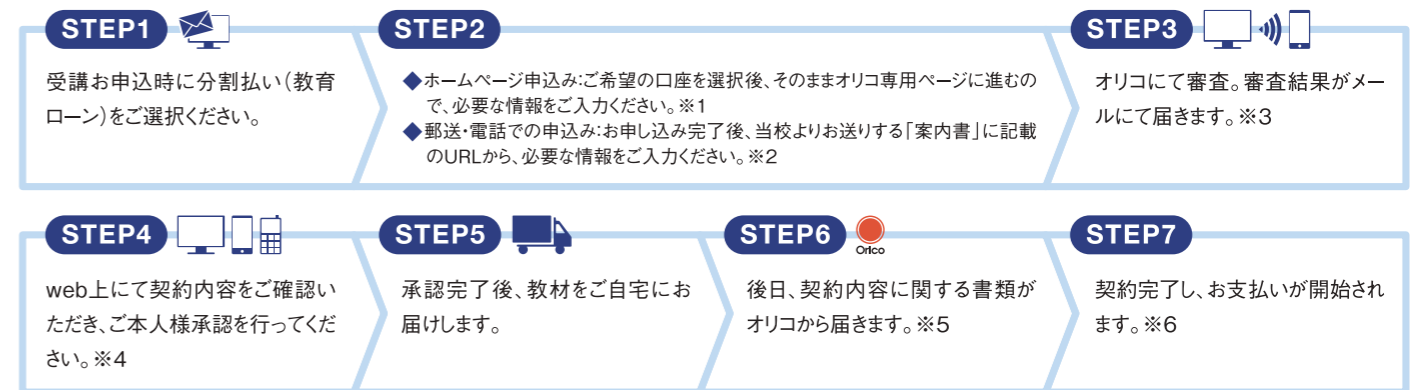 STEP1
受講お申込時に分割払い（教育
ローン）をご選択ください。
STEP2
◆ホームページ申込み：ご希望の口座を選択後、そのままオリコ専用ページに進むの
で、必要な情報をご入力ください。※1
◆郵送・電話での申込み：お申し込み完了後、当校よりお送りする「案内書」に記載
のURLから、必要な情報をご入力ください。※2
STEP3
オリコにて審査。審査結果がメー
ルにて届きます。※3
STEP4
web上にて契約内容をご確認い
ただき、ご本人様承認を行ってくだ
さい。※4
STEP5
承認完了後、教材をご自宅にお
届けします。
STEP6
Orico
後日、契約内容に関する書類が
オリコから届きます。※5
STEP7
契約完了し、お支払いが開始され
ます。※6